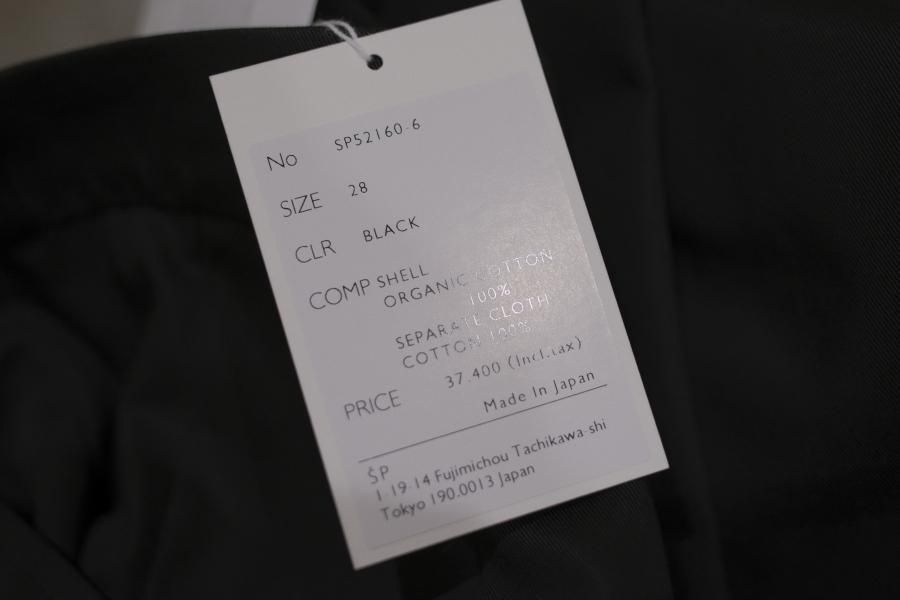 No SP52160-6
SIZE 28
CLR BLACK
COMP SHELL
ORGANIC COTTON
100%
SEPARATE CLOTH
COTTON 100%
PRICE 37.400 (Incl.tax)
Made In Japan
SP
1-19-14 Fujimichou Tachikawa-shi
Tokyo 190.0013 Japan